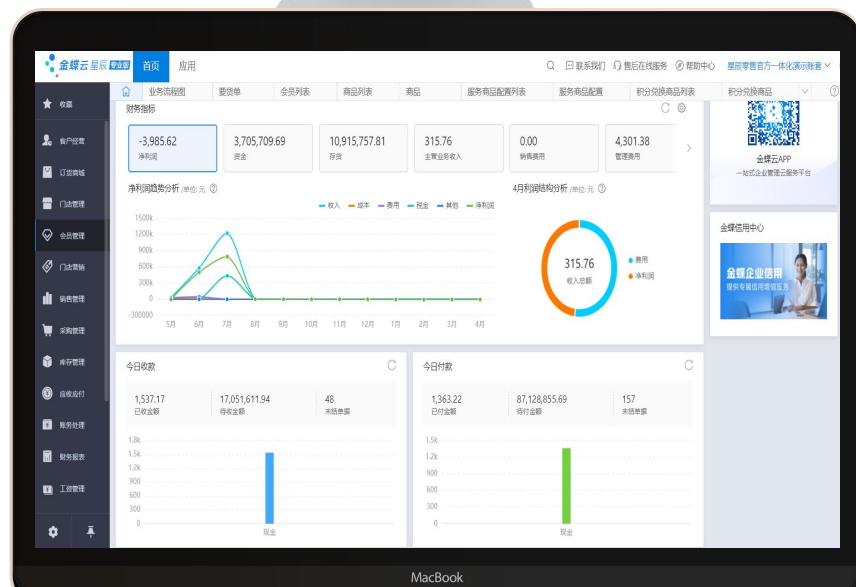 金蝶云 星辰 专业版 首页 应用 联系我们 售后在线服务 帮助中心 星辰零售官方一体化演示账套
业务流程图 要货单 会员列表 商品列表 商品 服务商品配置列表 服务商品配置 积分兑换商品列表 积分兑换商品
收藏
客户经营
订货商城
门店管理
会员管理
门店营销
销售管理
采购管理
库存管理
应收应付
账务处理
财务报表
工资管理
财务指标
-3,985.62 3,705,709.69 10,915,757.81 315.76 0.00 4,301.38
净利润 资金 存货 主营业务收入 销售费用 管理费用
净利润趋势分析 /单位: 元
收入 成本 费用 税金 其他 净利润
1500k
1200k
900k
600k
300k
0
-300000
5月 6月 7月 8月 9月 10月 11月 12月 1月 2月 3月 4月
4月利润结构分析 /单位: 元
315.76
收入总额
费用
净利润
金蝶云APP
一站式企业管理云服务平台
金蝶信用中心
金蝶企业信用
提供专属信用增值服务
今日收款
1,537.17 17,051,611.94 48
已收金额 待收金额 未结单据
1.8k
1.5k
1.2k
900
600
300
0
现金
今日付款
1,363.22 87,128,855.69 157
已付金额 待付金额 未结单据
1.5k
1.2k
900
600
300
0
现金
MacBook